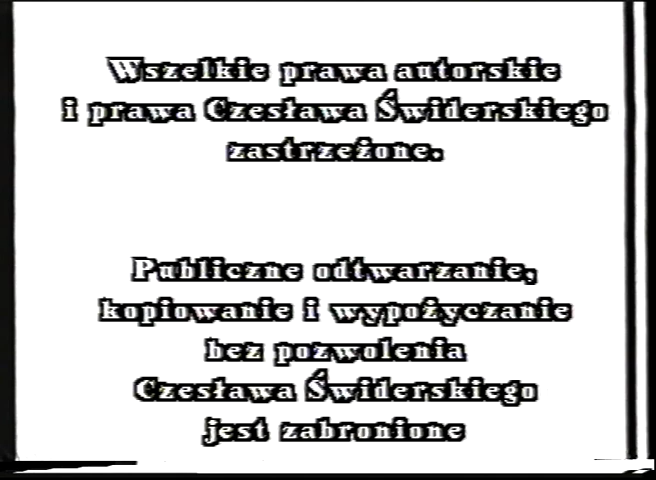 Wszelkie prawa autorskie
i prawa Czesława Świderskiego
zastrzeżone.
Publiczne odtwarzanie,
kopiowanie i wypożyczanie
bez pozwolenia
Czesława Świderskiego
jest zabronione